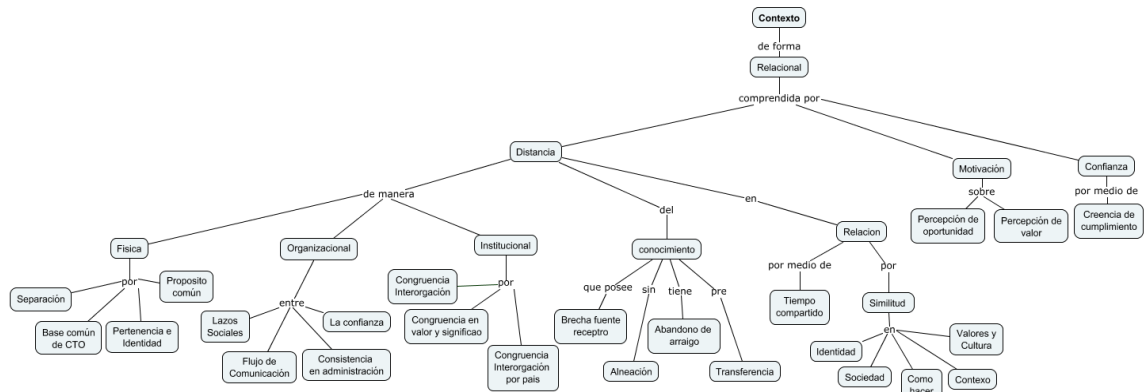 Contexto
de forma
Relacional
comprendida por
Distancia
Motivación
Confianza
de manera
del
en
sobre
por medio de
Percepción de
oportunidad
Percepción de
valor
Creencia de
cumplimiento
Fisica
Organizacional
Institucional
conocimiento
Relacion
por
Separación
Proposito
común
Base común
de CTO
Pertenencia e
Identidad
entre
Lazos
Sociales
La confianza
Flujo de
Comunicación
Consistencia
en administración
por
Congruencia
Interorgación
Congruencia en
valor y significao
Congruencia
Interorgación
por pais
que posee
sin
tiene
pre
Brecha fuente
receptro
Alneación
Abandono de
arraigo
Transferencia
por medio de
por
Tiempo
compartido
Similitud
en
Identidad
Sociedad
Como
hacer
Contexo
Valores y
Cultura